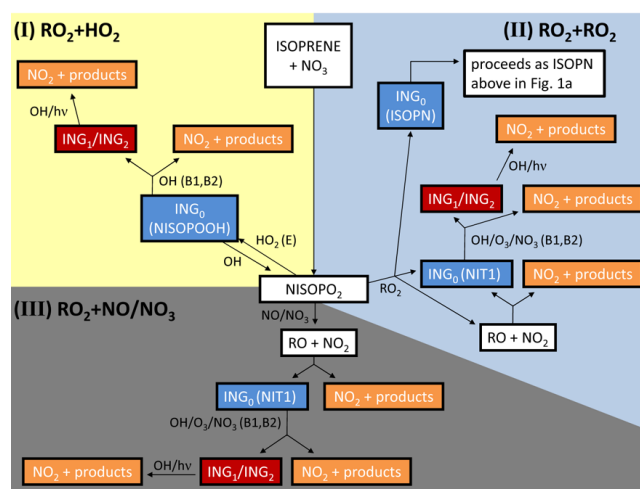 (I) RO₂+HO₂
ISOPRENE
+ NO₃
(II) RO₂+RO₂
NO₂ + products
OH/hν
ING₁/ING₂
NO₂ + products
OH (B1,B2)
ING₀
(NISOPOOH)
HO₂ (E)
OH
proceeds as ISOPN
above in Fig. 1a
ING₀
(ISOPN)
NO₂ + products
OH/hν
ING₁/ING₂
NO₂ + products
OH/O₃/NO₃ (B1,B2)
ING₀ (NIT1)
NO₂ + products
RO₂
RO + NO₂
NISOPO₂
(III) RO₂+NO/NO₃
NO/NO₃
RO + NO₂
ING₀ (NIT1)
NO₂ + products
OH/O₃/NO₃ (B1,B2)
NO₂ + products
OH/hν
ING₁/ING₂
NO₂ + products